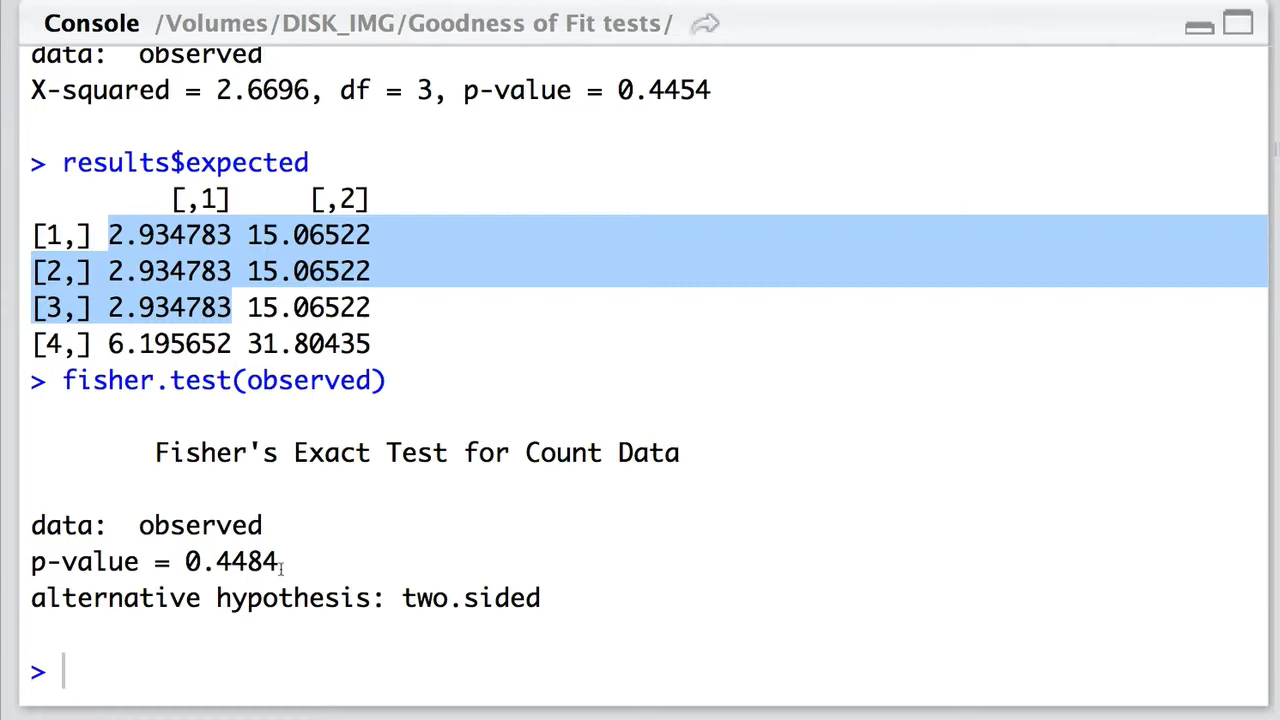 Console /Volumes/DISK_IMG/Goodness of Fit tests/
data:  observed
X-squared = 2.6696, df = 3, p-value = 0.4454
> results$expected
         [,1]     [,2]
[1,] 2.934783 15.06522
[2,] 2.934783 15.06522
[3,] 2.934783 15.06522
[4,] 6.195652 31.80435
> fisher.test(observed)
        Fisher's Exact Test for Count Data
data:  observed
p-value = 0.4484
alternative hypothesis: two.sided
>